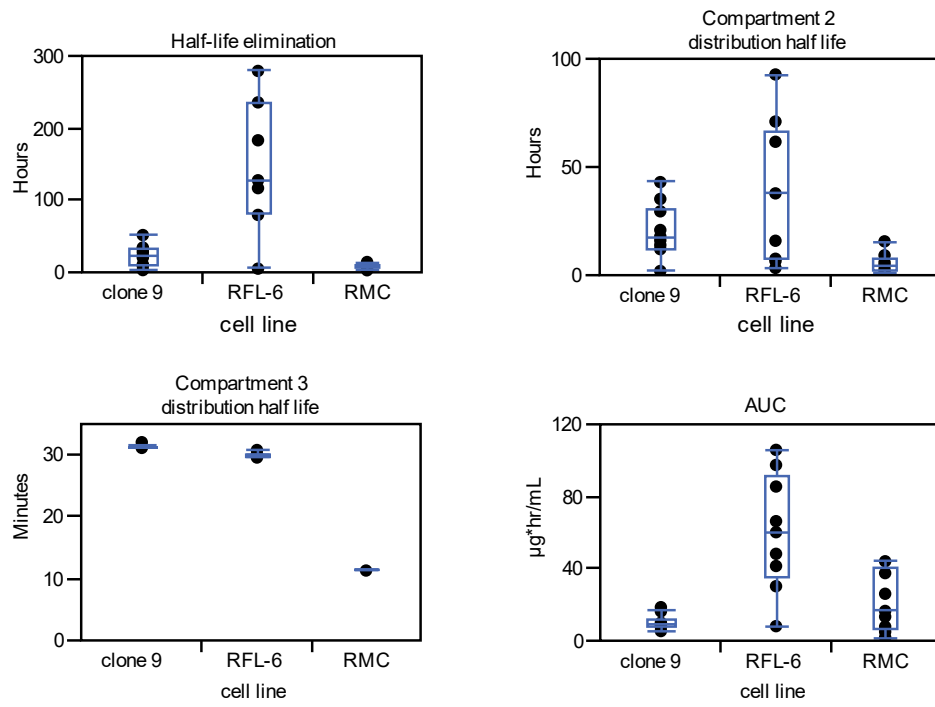 Half-life elimination
300
200
100
0
Hours
clone 9 RFL-6 RMC
cell line
Compartment 2
distribution half life
100
50
0
Hours
clone 9 RFL-6 RMC
cell line
Compartment 3
distribution half life
30
20
10
0
Minutes
clone 9 RFL-6 RMC
cell line
AUC
120
80
40
0
µg*hr/mL
clone 9 RFL-6 RMC
cell line